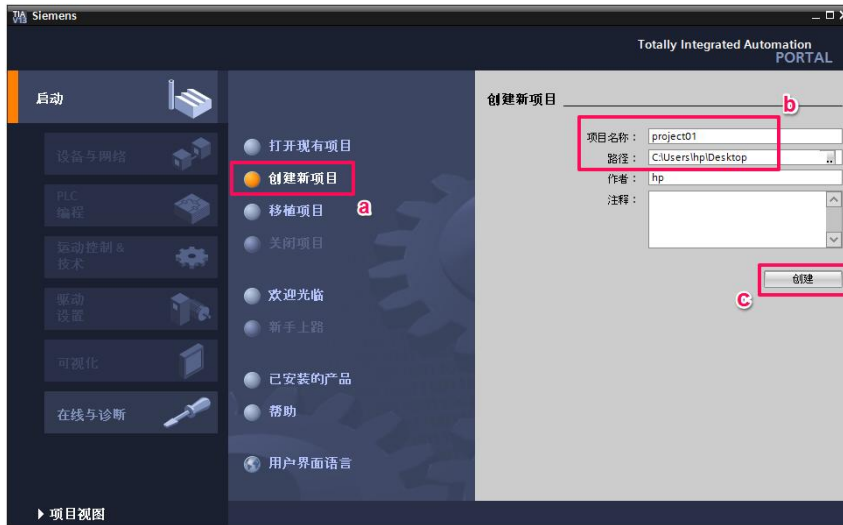 Siemens
Totally Integrated Automation
PORTAL
启动
设备与网络
PLC
编程
运动控制 &
技术
驱动
设置
可视化
在线与诊断
项目视图
打开现有项目
创建新项目
a
移植项目
关闭项目
欢迎光临
新手上路
已安装的产品
帮助
用户界面语言
创建新项目
b
项目名称： project01
路径： C:\Users\hp\Desktop
..
作者： hp
注释：
创建
c